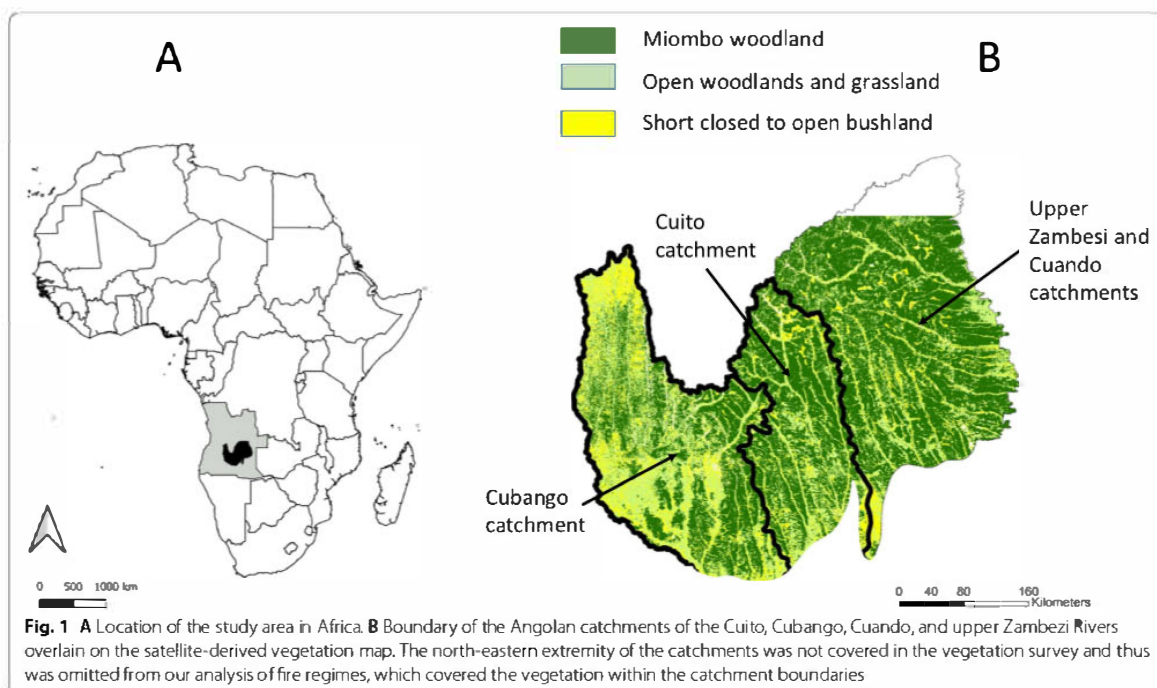 A
B
Miombo woodland
Open woodlands and grassland
Short closed to open bushland
Cuito
catchment
Upper
Zambesi and
Cuando
catchments
Cubango
catchment
0 500 1000 km
0 40 80 160
Kilometers
Fig. 1 A Location of the study area in Africa. B Boundary of the Angolan catchments of the Cuito, Cubango, Cuando, and upper Zambezi Rivers
overlain on the satellite-derived vegetation map. The north-eastern extremity of the catchments was not covered in the vegetation survey and thus
was omitted from our analysis of fire regimes, which covered the vegetation within the catchment boundaries